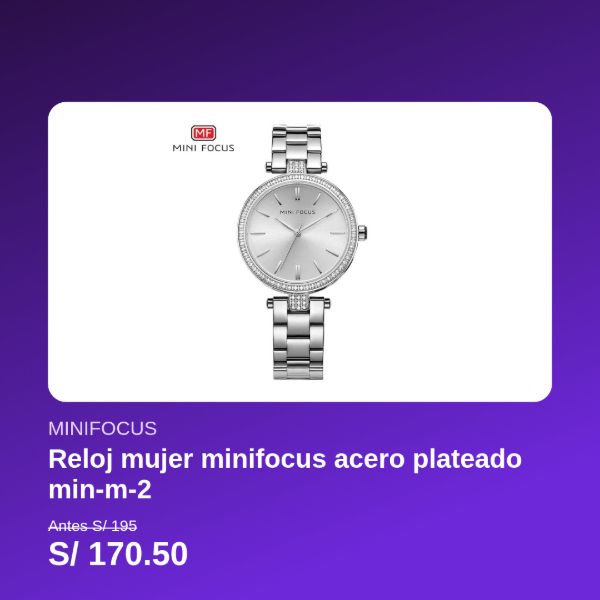 MF
MINI FOCUS
MINI FOCUS
MINIFOCUS
Reloj mujer minifocus acero plateado
min-m-2
Antes S/ 195
S/ 170.50